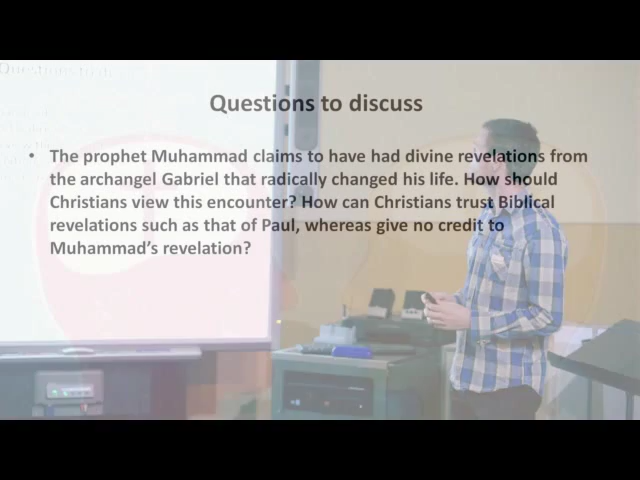 Questions to discuss
• The prophet Muhammad claims to have had divine revelations from
the archangel Gabriel that radically changed his life. How should
Christians view this encounter? How can Christians trust Biblical
revelations such as that of Paul, whereas give no credit to
Muhammad's revelation?